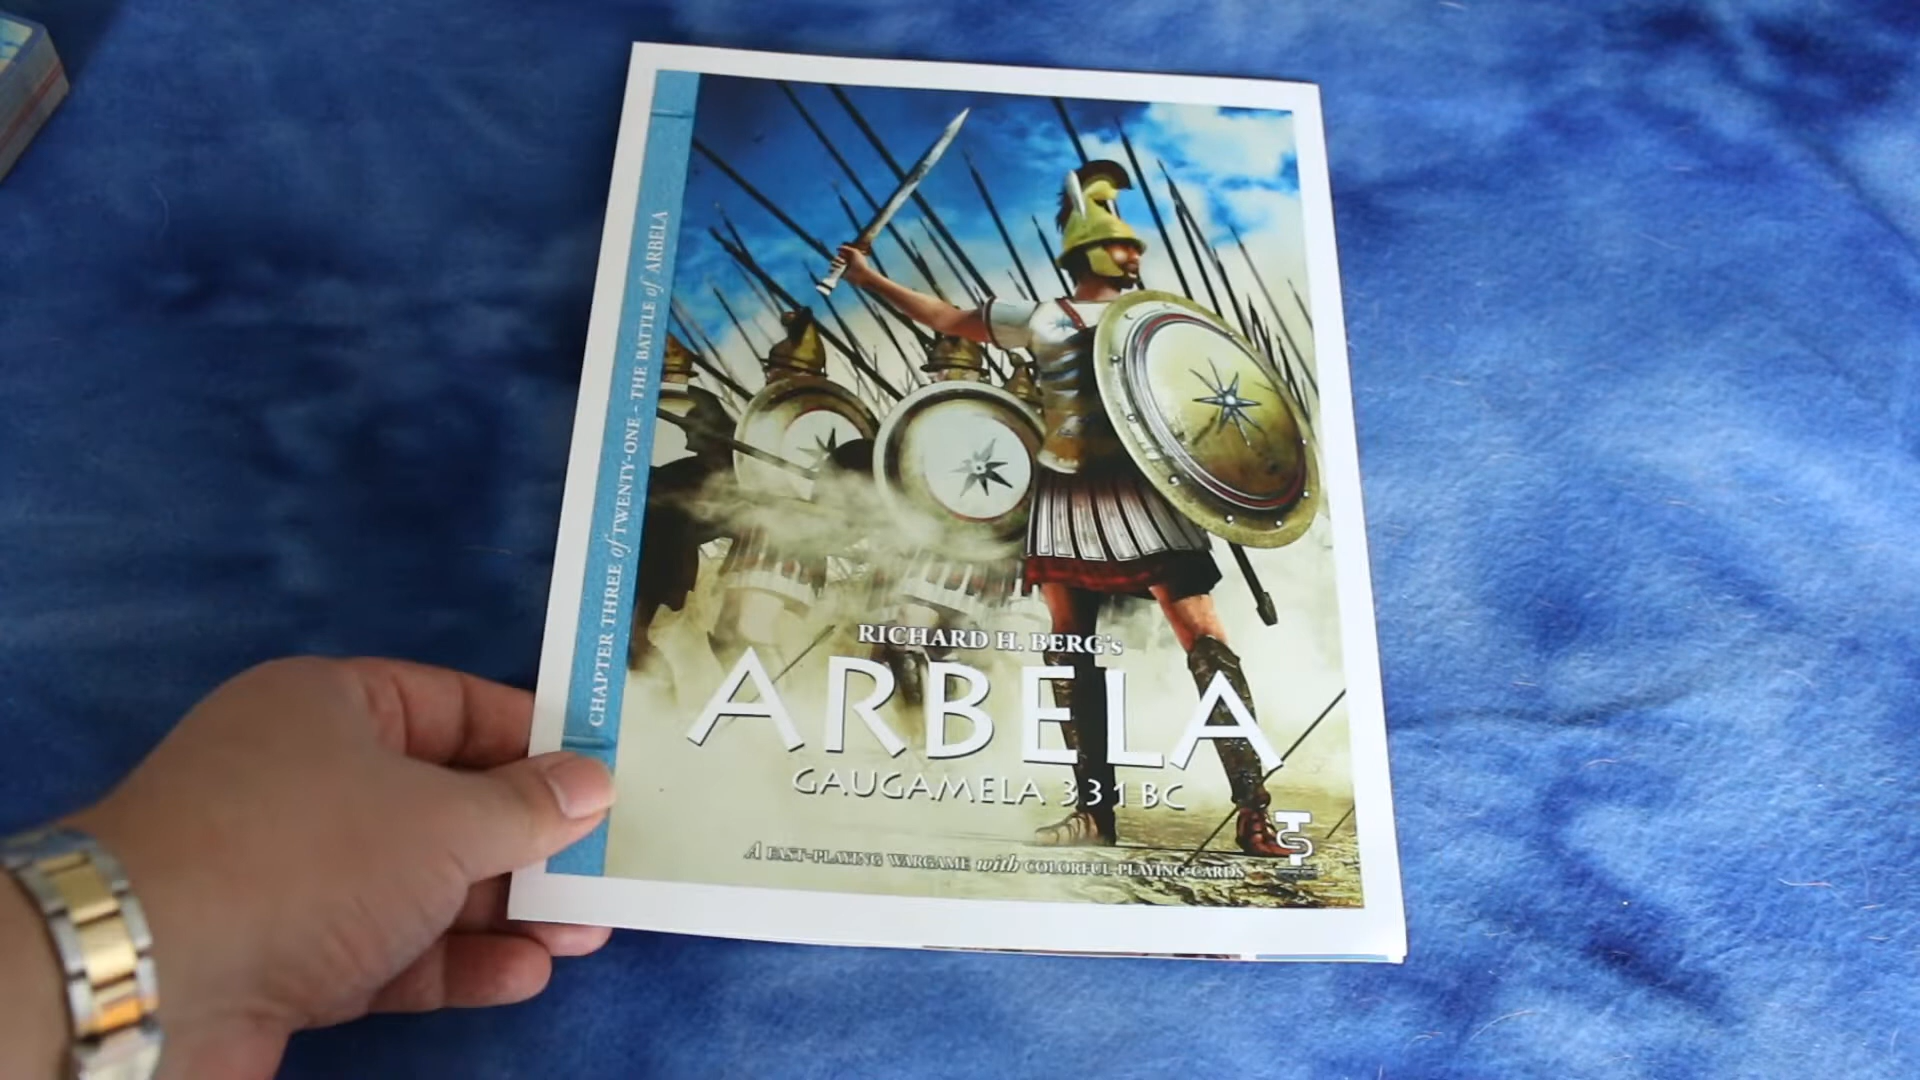 CHAPTER THREE of TWENTY-ONE - THE BATTLE of ARBELA
RICHARD H. BERG's
ARBELA
GAUGAMELA 331 BC
A FAST-PLAYING WARGAME with COLORFUL PLAYING CARDS